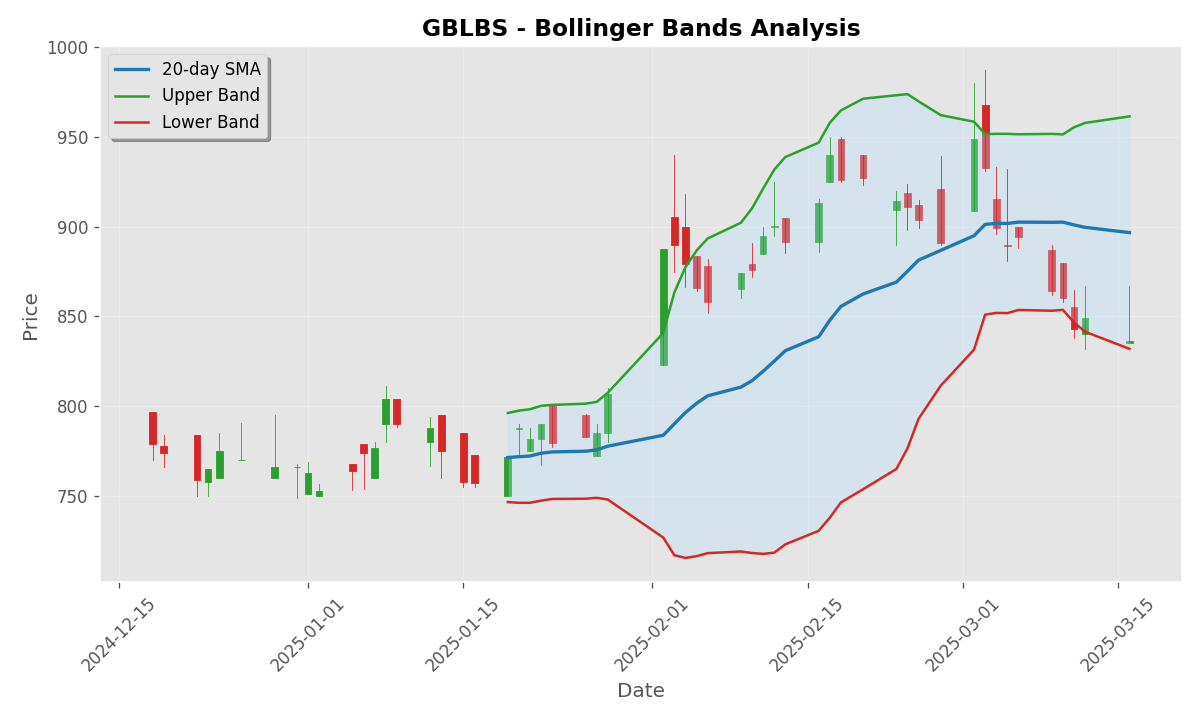 GBLBS - Bollinger Bands Analysis
20-day SMA
Upper Band
Lower Band
Price
1000
950
900
850
800
750
2024-12-15
2025-01-01
2025-01-15
2025-02-01
2025-02-15
2025-03-01
2025-03-15
Date